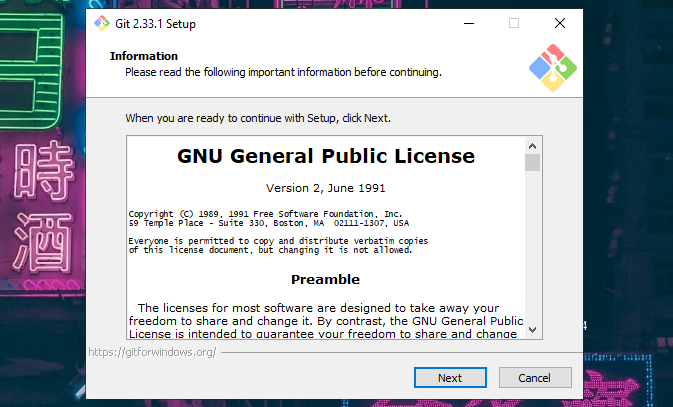 Git 2.33.1 Setup
Information
Please read the following important information before continuing.
When you are ready to continue with Setup, click Next.
GNU General Public License
Version 2, June 1991
Copyright (C) 1989, 1991 Free Software Foundation, Inc.
59 Temple Place - Suite 330, Boston, MA 02111-1307, USA
Everyone is permitted to copy and distribute verbatim copies
of this license document, but changing it is not allowed.
Preamble
The licenses for most software are designed to take away your
freedom to share and change it. By contrast, the GNU General Public
License is intended to guarantee your freedom to share and change
https://gitforwindows.org/
Next
Cancel
時
酒
4